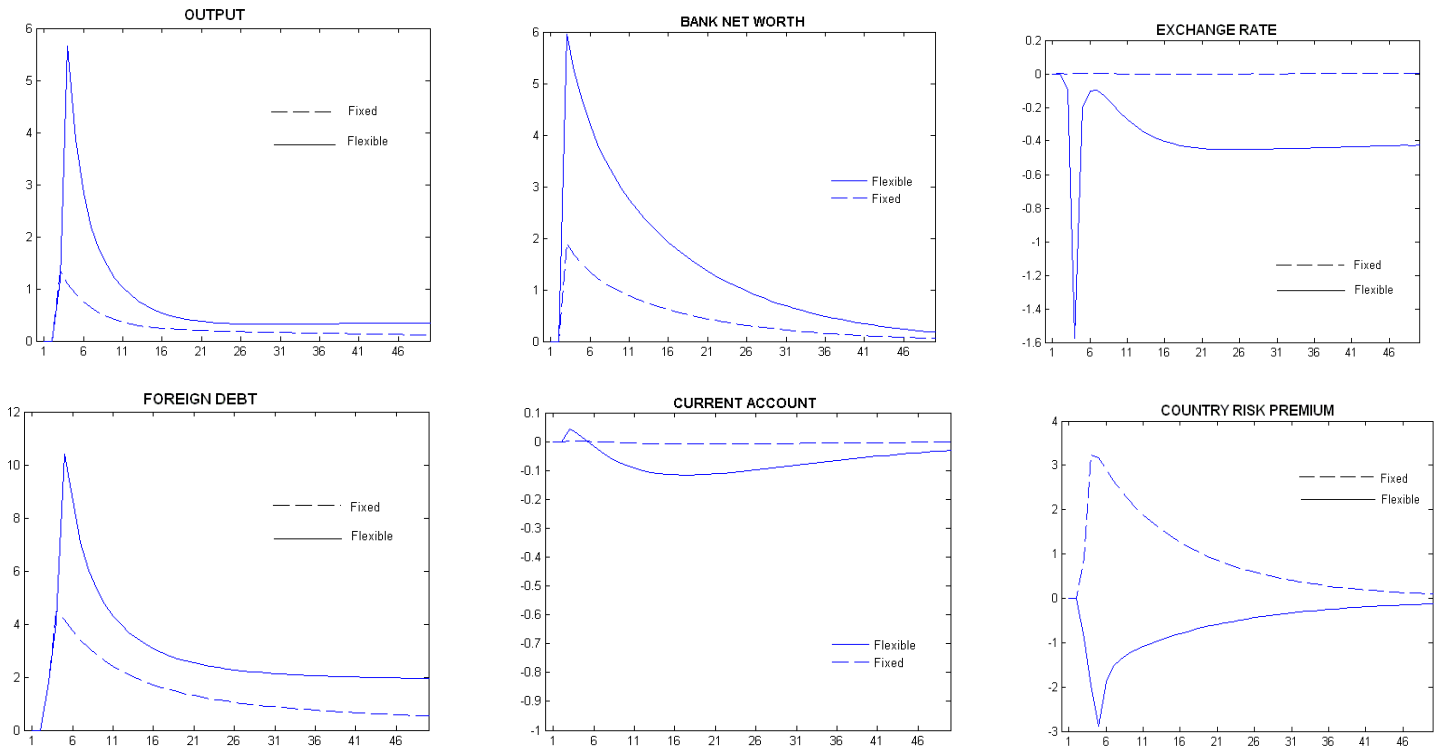 OUTPUT
6
5
4
3
2
1
0
1 6 11 16 21 26 31 36 41 46
Fixed
Flexible
BANK NET WORTH
6
5
4
3
2
1
0
1 6 11 16 21 26 31 36 41 46
Flexible
Fixed
EXCHANGE RATE
0.2
0
-0.2
-0.4
-0.6
-0.8
-1
-1.2
-1.4
-1.6
1 6 11 16 21 26 31 36 41 46
Fixed
Flexible
FOREIGN DEBT
12
10
8
6
4
2
0
1 6 11 16 21 26 31 36 41 46
Fixed
Flexible
CURRENT ACCOUNT
0.1
0
-0.1
-0.2
-0.3
-0.4
-0.5
-0.6
-0.7
-0.8
-0.9
-1
1 6 11 16 21 26 31 36 41 46
Flexible
Fixed
COUNTRY RISK PREMIUM
4
3
2
1
0
-1
-2
-3
1 6 11 16 21 26 31 36 41 46
Fixed
Flexible